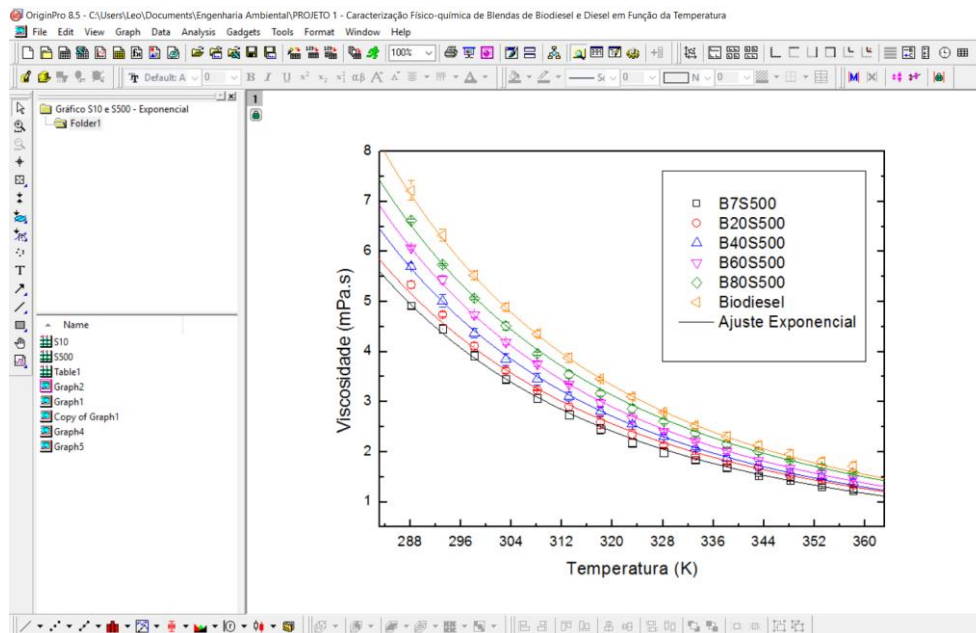 OriginPro 8.5 - C:\Users\Leo\Documents\Engenharia Ambiental\PROJETO 1 - Caracterização Físico-química de Blendas de Biodiesel e Diesel em Função da Temperatura
File Edit View Graph Data Analysis Gadgets Tools Format Window Help
100%
Default: A 0 B I U
0 N 0
Gráfico S10 e S500 - Exponencial
Folder1
Name
S10
S500
Table1
Graph2
Graph1
Copy of Graph1
Graph4
Graph5
1
8
7
6
5
4
3
2
1
Viscosidade (mPa.s)
B7S500
B20S500
B40S500
B60S500
B80S500
Biodiesel
Ajuste Exponencial
288 296 304 312 320 328 336 344 352 360
Temperatura (K)